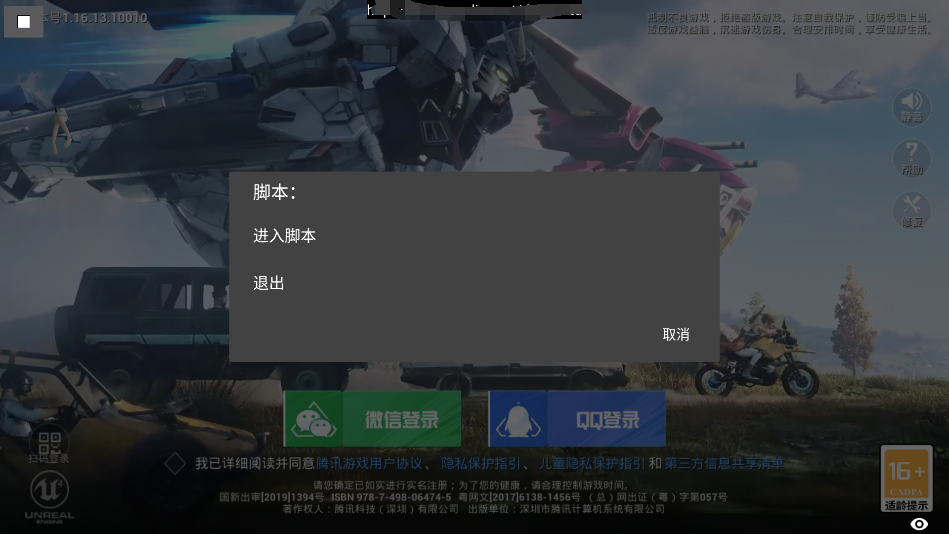 本号1.16.13.10010
抵制不良游戏，拒绝盗版游戏。注意自我保护，谨防受骗上当。
适度游戏益脑，沉迷游戏伤身。合理安排时间，享受健康生活。
静音
帮助
修复
脚本：
进入脚本
退出
取消
微信登录
QQ登录
扫码登录
我已详细阅读并同意腾讯游戏用户协议、隐私保护指引、儿童隐私保护指引 和 第三方信息共享清单
请您确定已如实进行实名注册；为了您的健康，请合理控制游戏时间。
国新出审[2019]1394号 ISBN 978-7-498-06474-5 粤网文[2017]6138-1456号 （总）网出证（粤）字第057号
著作权人：腾讯科技（深圳）有限公司 出版单位：深圳市腾讯计算机系统有限公司
UNREAL
ENGINE
16+
CADPA
适龄提示